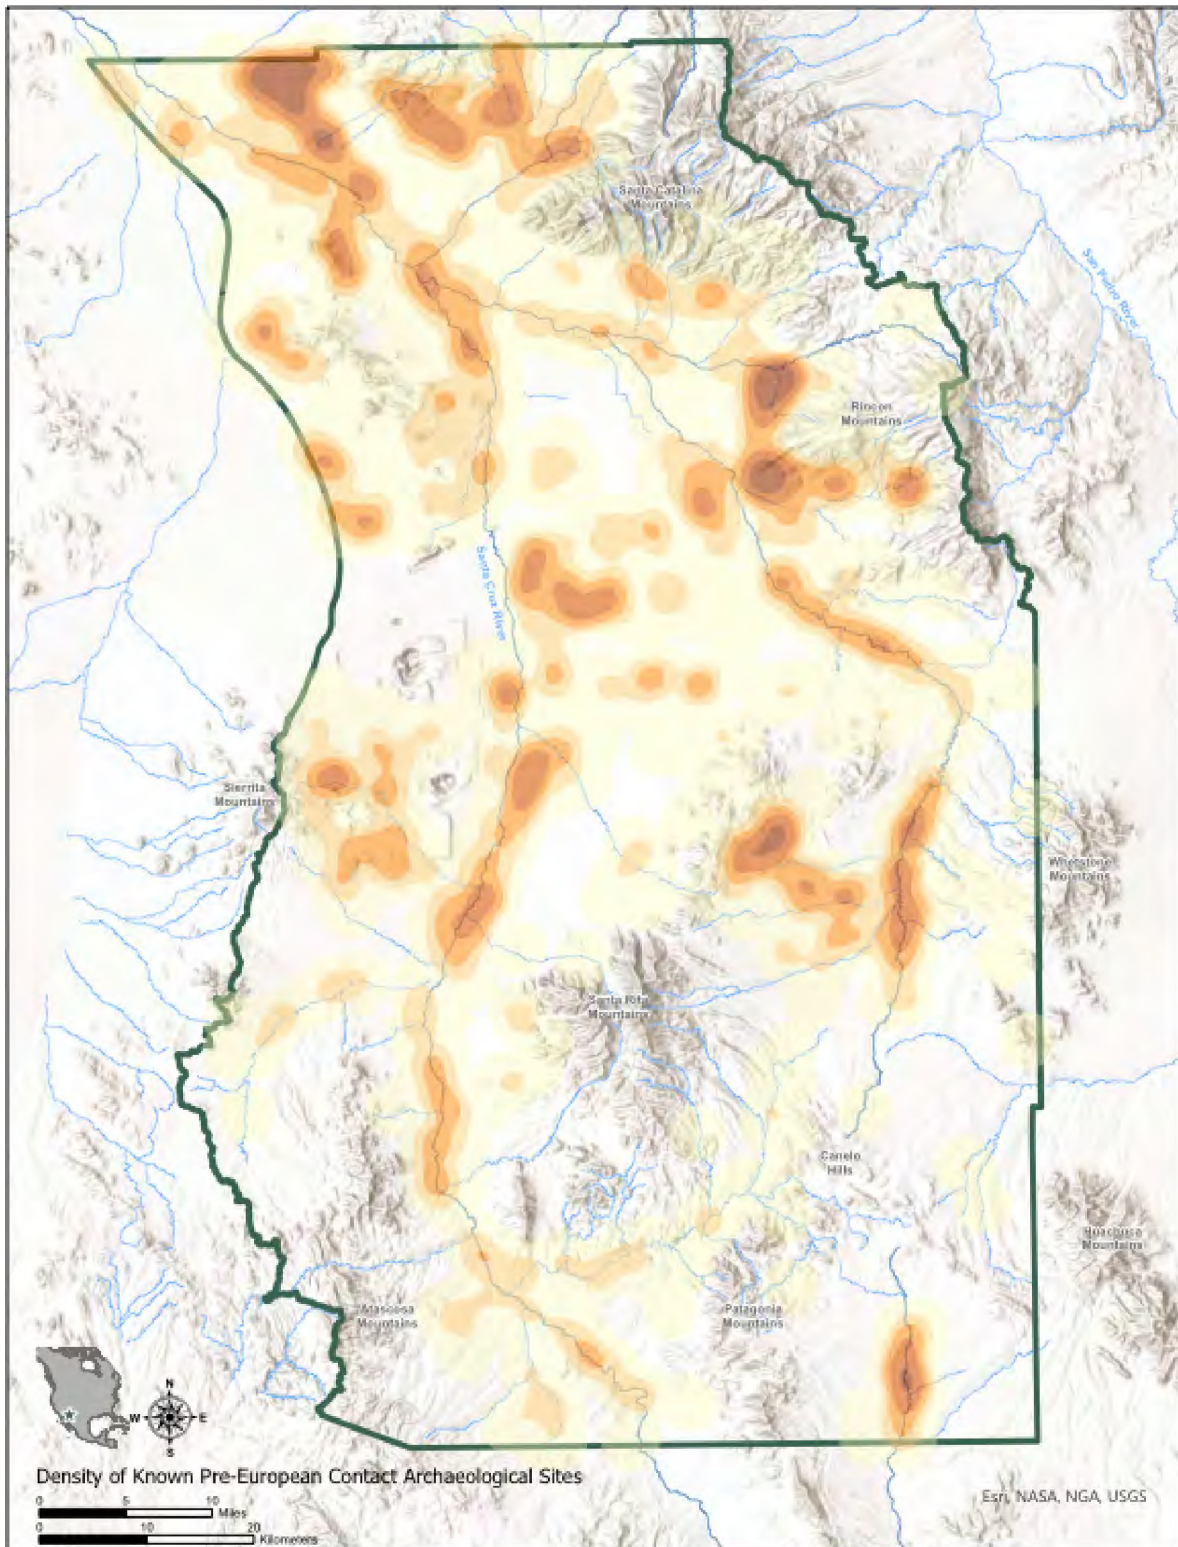 Santa Catalina
Mountains
San Pedro River
Rincon
Mountains
Santa Cruz River
Sierrita
Mountains
Whetstone
Mountains
Santa Rita
Mountains
Canelo
Hills
Huachuca
Mountains
Atascosa
Mountains
Patagonia
Mountains
N
W
E
S
Density of Known Pre-European Contact Archaeological Sites
0 5 10
Miles
0 10 20
Kilometers
Esri, NASA, NGA, USGS